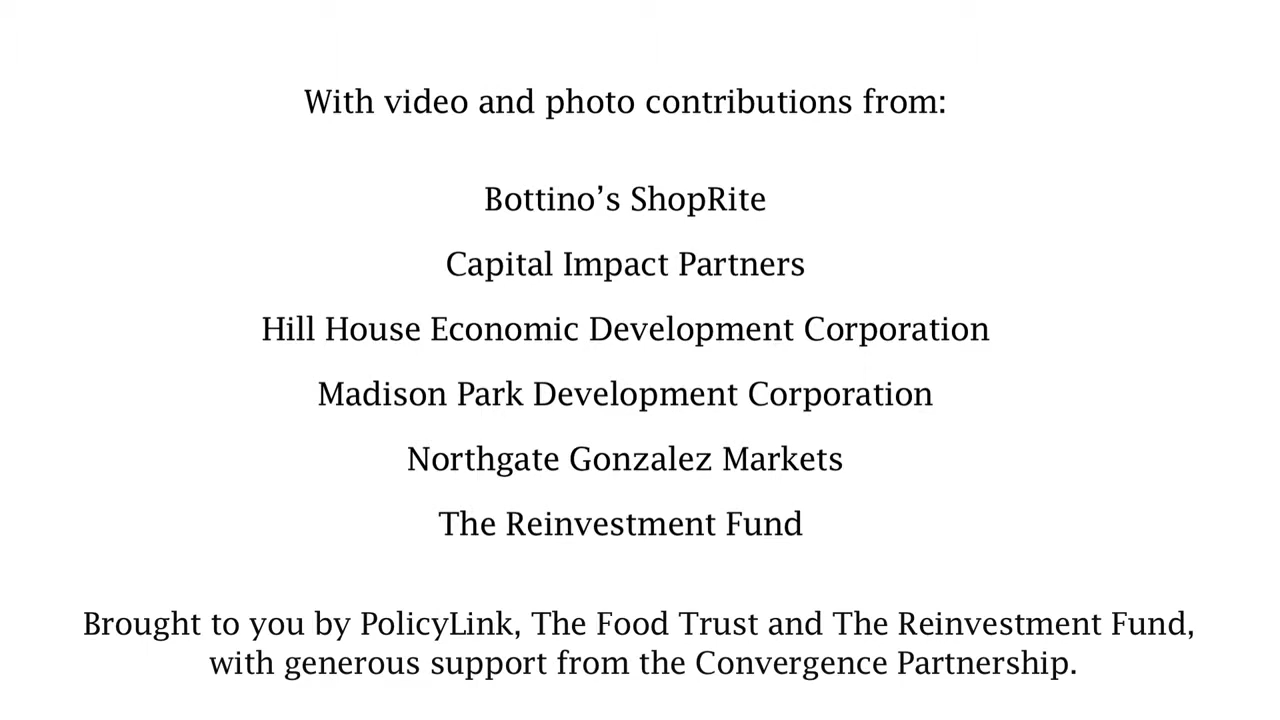 With video and photo contributions from:
Bottino’s ShopRite
Capital Impact Partners
Hill House Economic Development Corporation
Madison Park Development Corporation
Northgate Gonzalez Markets
The Reinvestment Fund
Brought to you by PolicyLink, The Food Trust and The Reinvestment Fund,
with generous support from the Convergence Partnership.